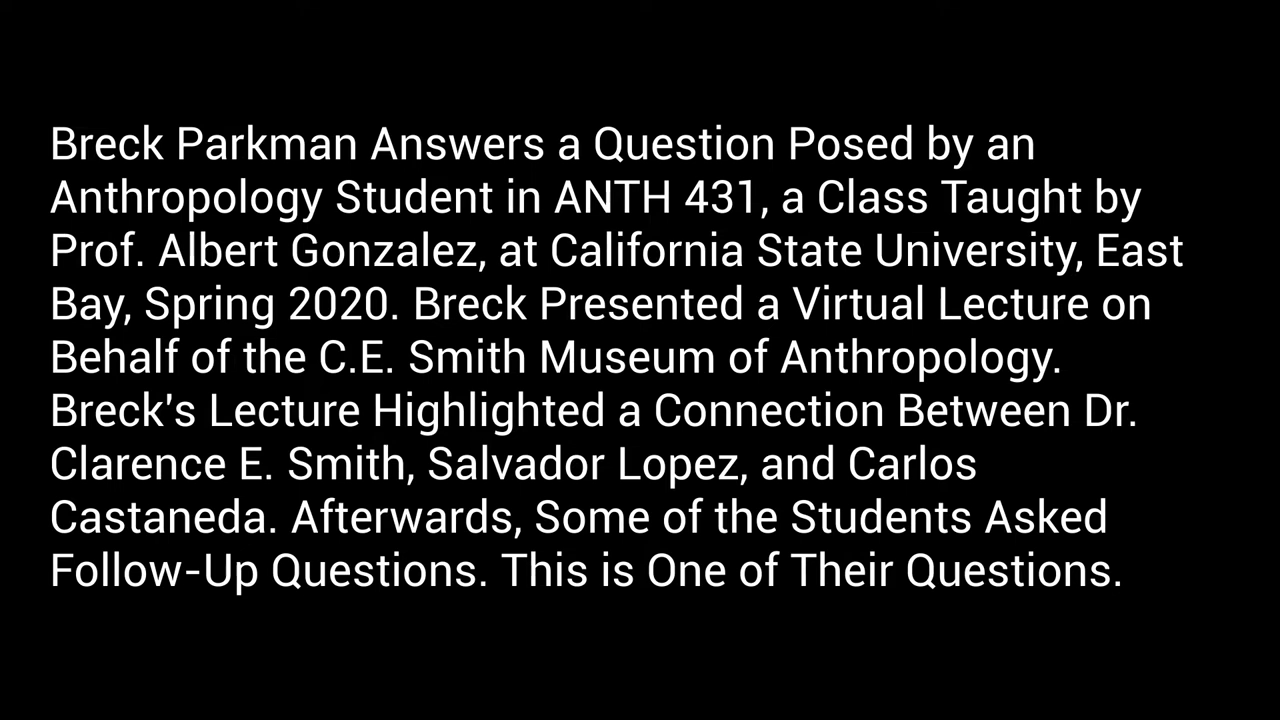 Breck Parkman Answers a Question Posed by an
Anthropology Student in ANTH 431, a Class Taught by
Prof. Albert Gonzalez, at California State University, East
Bay, Spring 2020. Breck Presented a Virtual Lecture on
Behalf of the C.E. Smith Museum of Anthropology.
Breck's Lecture Highlighted a Connection Between Dr.
Clarence E. Smith, Salvador Lopez, and Carlos
Castaneda. Afterwards, Some of the Students Asked
Follow-Up Questions. This is One of Their Questions.